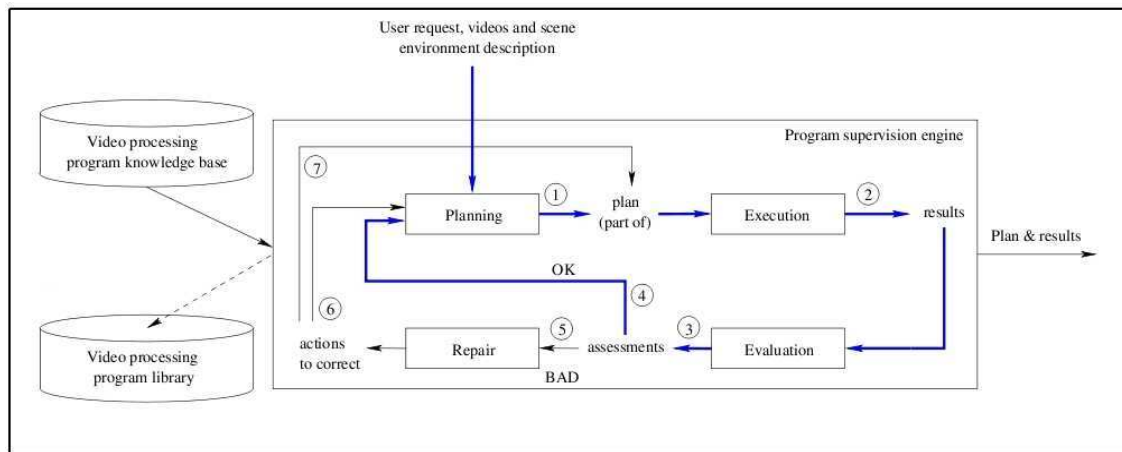 User request, videos and scene
environment description
Video processing
program knowledge base
Program supervision engine
7
Planning
1
plan
(part of)
Execution
2
results
Plan & results
OK
4
6
actions
to correct
Repair
5
assessments
3
Evaluation
BAD
Video processing
program library